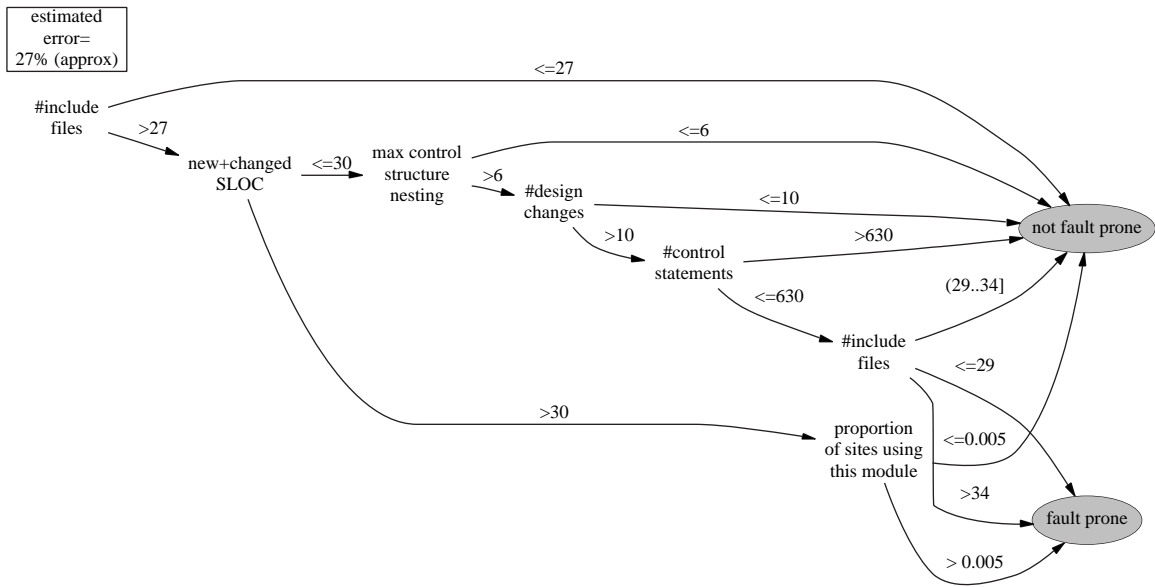 estimated
error=
27% (approx)
<=27
#include
files
>27
new+changed
SLOC
<=30
max control
structure
nesting
<=6
>6
#design
changes
<=10
>10
#control
statements
>630
not fault prone
<=630
(29..34]
#include
files
<=29
>30
proportion
of sites using
this module
<=0.005
>34
fault prone
> 0.005